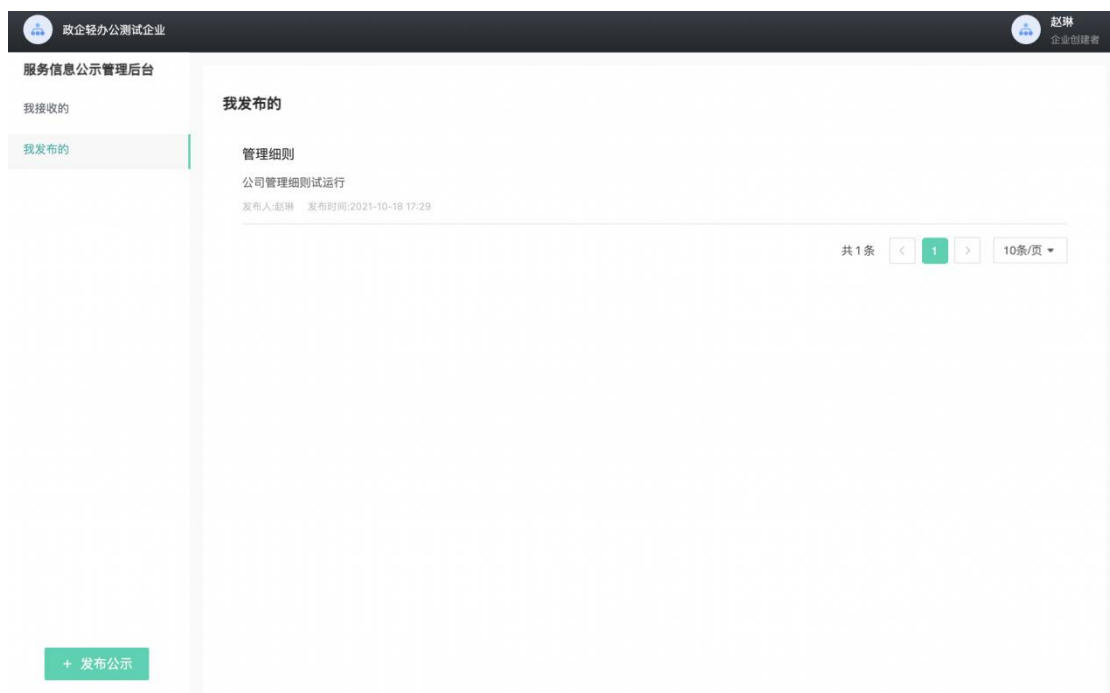 政企轻办公测试企业
赵琳
企业创建者
服务信息公示管理后台
我接收的
我发布的
我发布的
管理细则
公司管理细则试运行
发布人:赵琳 发布时间:2021-10-18 17:29
共1条 < 1 > 10条/页
+ 发布公示